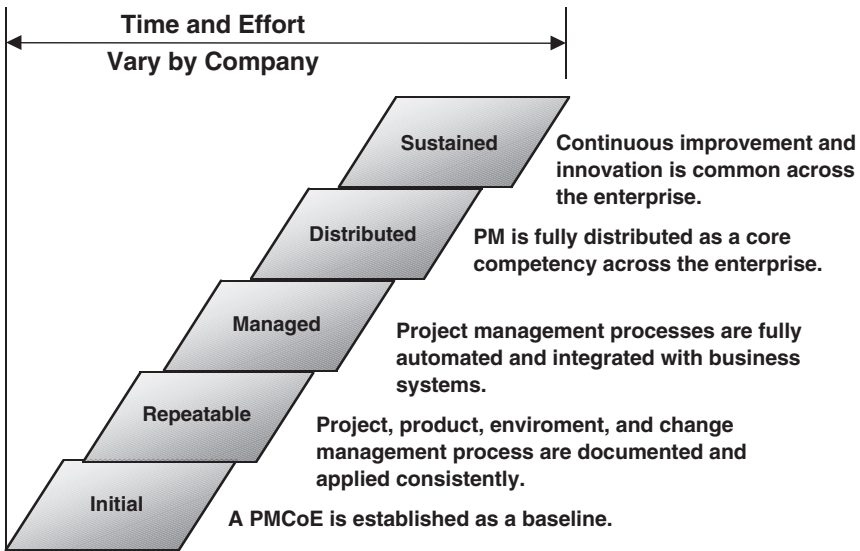 Time and Effort
Vary by Company
Sustained
Continuous improvement and
innovation is common across
the enterprise.
Distributed
PM is fully distributed as a core
competency across the enterprise.
Managed
Project management processes are fully
automated and integrated with business
systems.
Repeatable
Project, product, enviroment, and change
management process are documented and
applied consistently.
Initial
A PMCoE is established as a baseline.